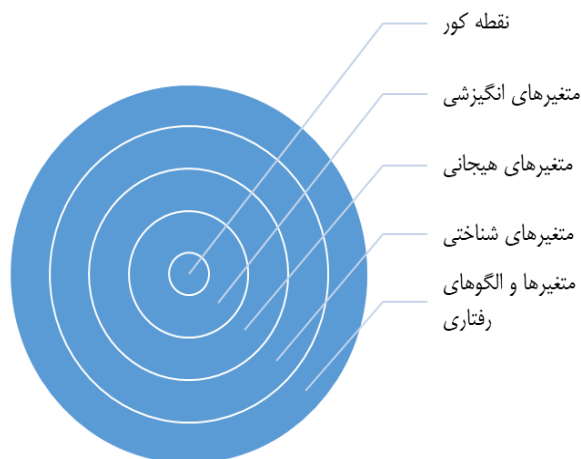 نقطه کور
متغیرهای انگیزشی
متغیرهای هیجانی
متغیرهای شناختی
متغیرها و الگوهای
رفتاری